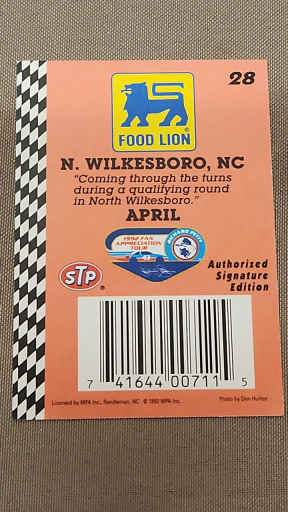 28
FOOD LION
®
N. WILKESBORO, NC
"Coming through the turns
during a qualifying round
in North Wilkesboro."
APRIL
1992 FAN
APPRECIATION
TOUR
RICHARD PETTY
STP
®
Authorized
Signature
Edition
7 41644 00711 5
Licensed by MPA Inc., Randleman, NC © 1992 MPA Inc.
Photo by Don Hunter